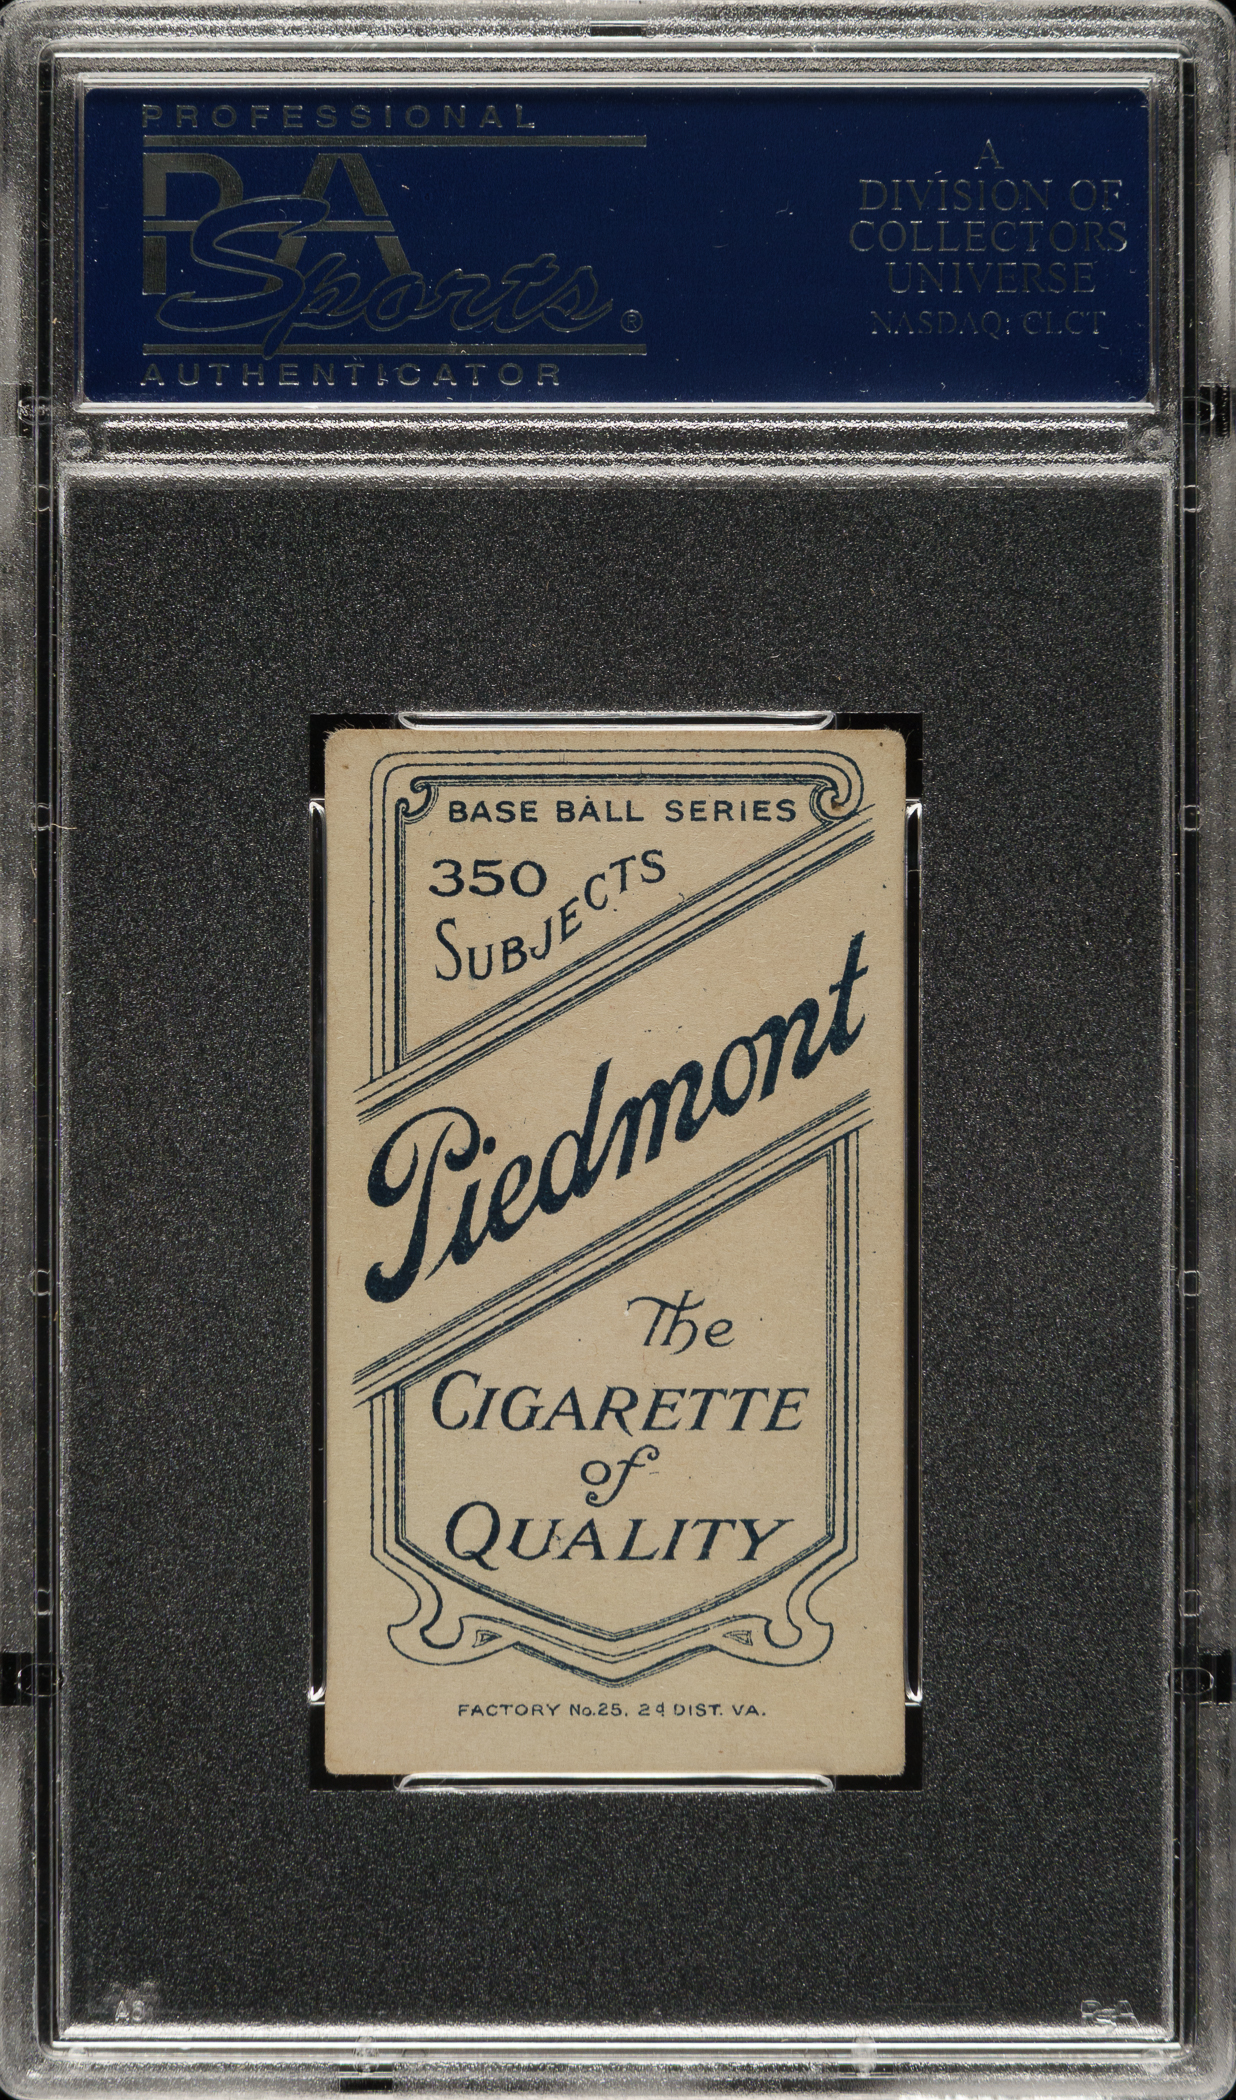 PROFESSIONAL
PSA
Sports®
AUTHENTICATOR
A
DIVISION OF
COLLECTORS
UNIVERSE
NASDAQ: CLCT
BASE BALL SERIES
350
SUBJECTS
Piedmont
The
CIGARETTE
of
QUALITY
FACTORY No.25, 2d DIST. VA.
PSA